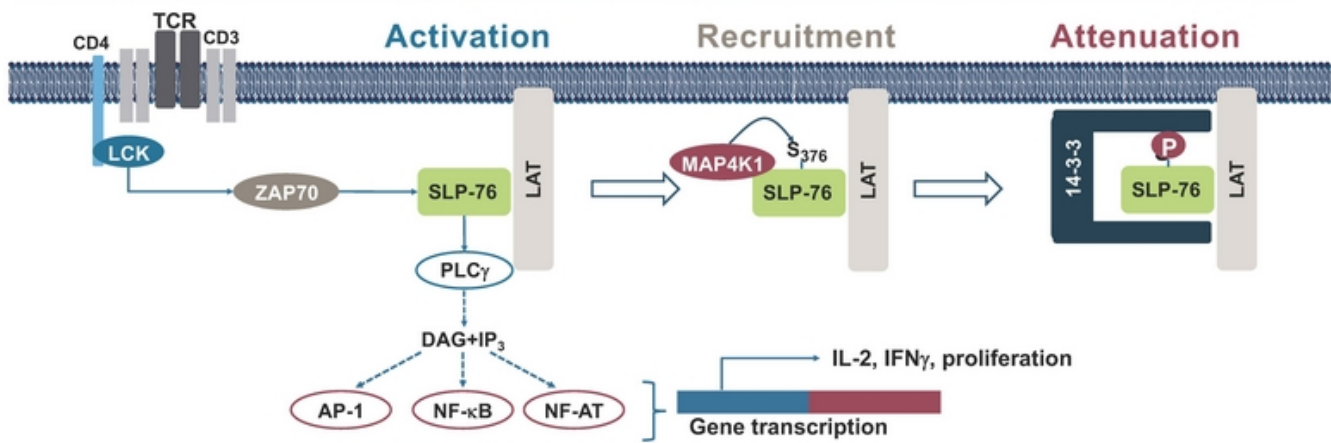 Activation
Recruitment
Attenuation
CD4
TCR
CD3
LCK
ZAP70
SLP-76
LAT
PLCγ
DAG+IP₃
AP-1
NF-κB
NF-AT
IL-2, IFNγ, proliferation
Gene transcription
MAP4K1
S₃₇₆
SLP-76
LAT
14-3-3
P
SLP-76
LAT